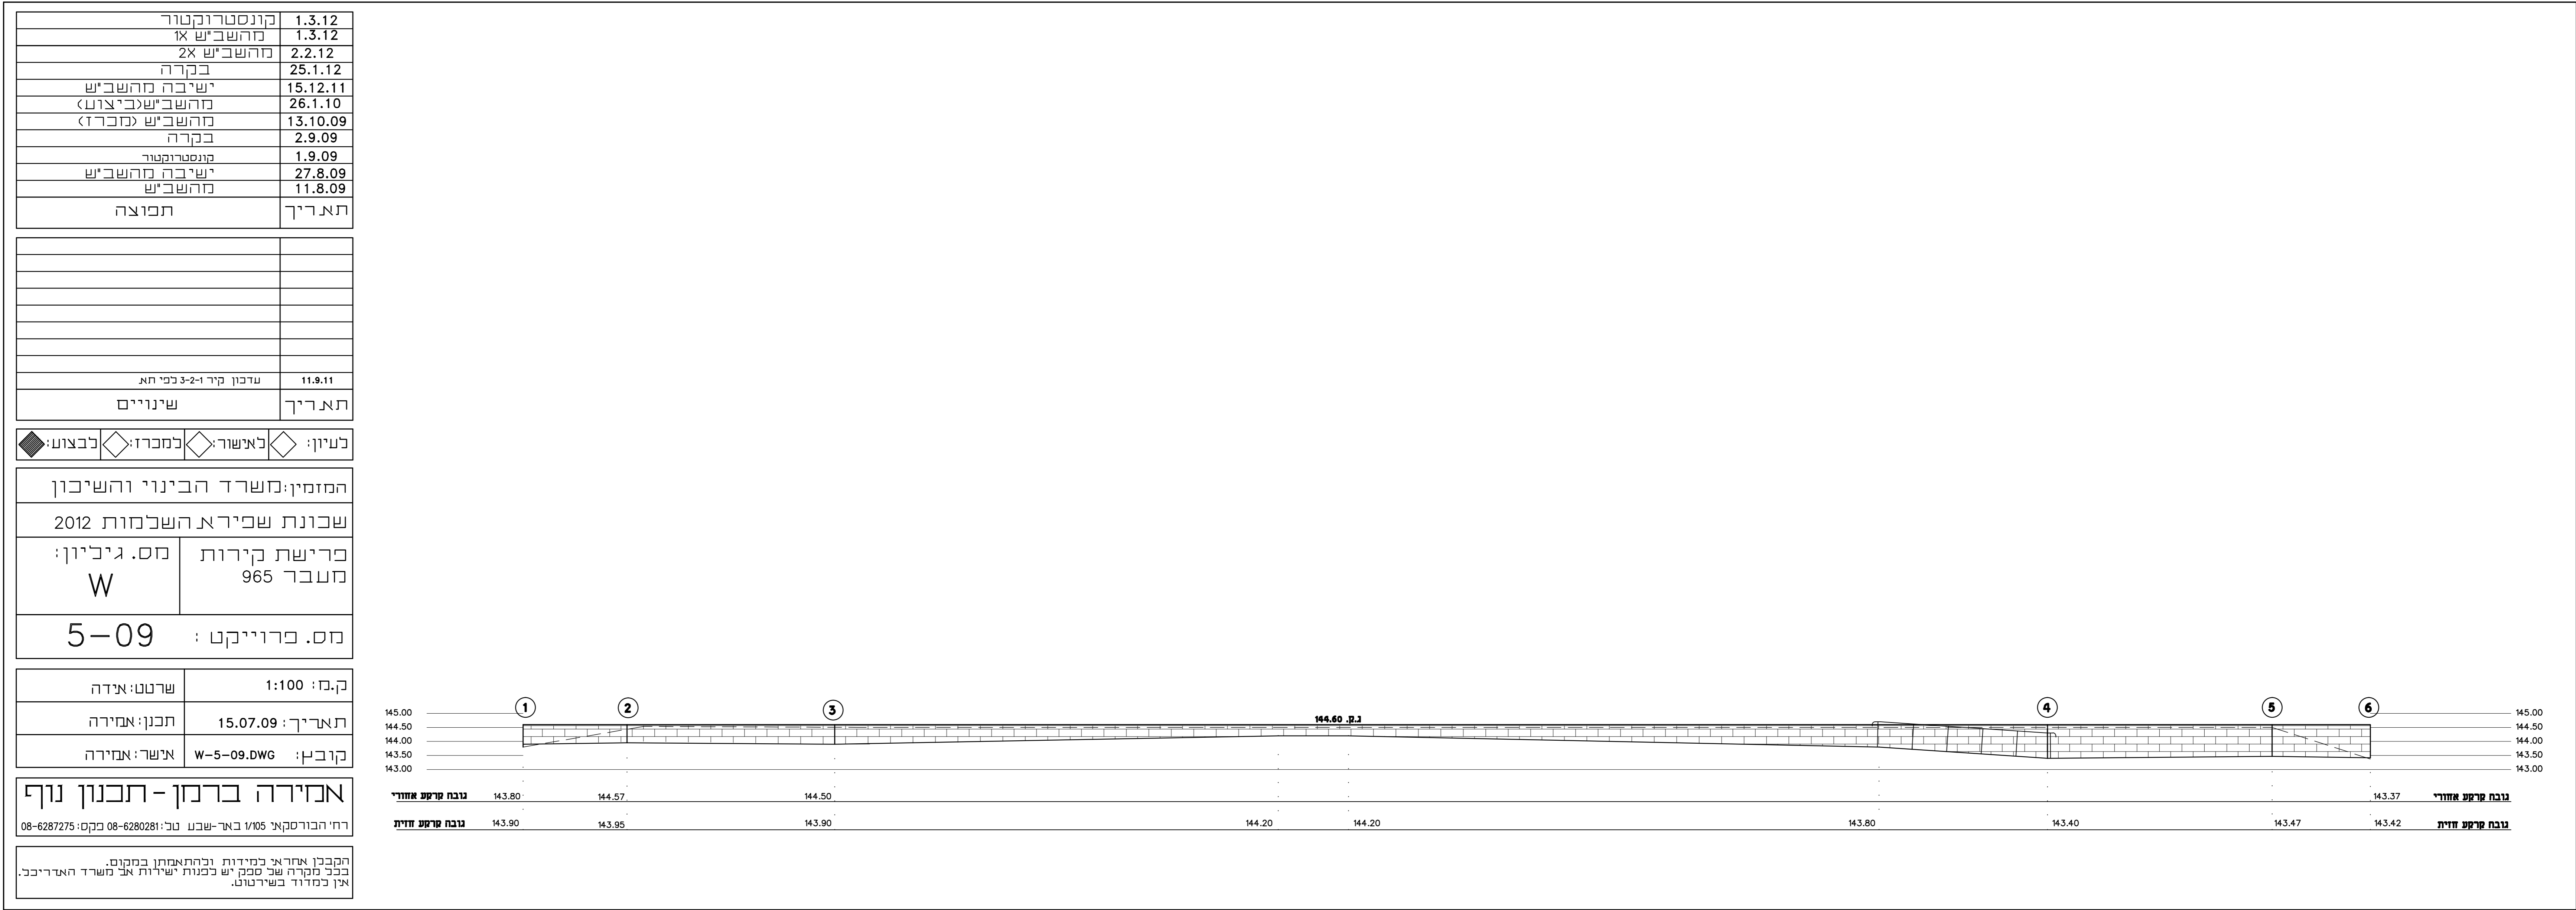 קונסטרוקטור 1.3.12
מהשב"ש 1X 1.3.12
מהשב"ש 2X 2.2.12
בקרה 25.1.12
ישיבה מהשב"ש 15.12.11
מהשב"ש(ביצוע) 26.1.10
מהשב"ש (מכרז) 13.10.09
בקרה 2.9.09
קונסטרוקטור 1.9.09
ישיבה מהשב"ש 27.8.09
מהשב"ש 11.8.09
תאריך תפוצה
11.9.11 עדכון קיר 3-2-1 לפי תא.
תאריך שינויים
לעיון: לאישור: למכרז: לבצוע:
המזמין: משרד הבינוי והשיכון
שכונת שפירא השלמות 2012
פרישת קירות
מעבר 965
מס. גיליון:
W
מס. פרוייקט : 5-09
ק.מ: 1:100 שרטט: אידה
תאריך: 15.07.09 תכנן: אמירה
קובץ: W-5-09.DWG אישר: אמירה
אמירה ברמן - תכנון נוף
רח' הבורסקאי 1/105 באר-שבע טל: 08-6280281 פקס: 08-6287275
הקבלן אחראי למידות ולהתאמתן במקום.
בכל מקרה של ספק יש לפנות ישירות אל משרד האדריכל.
אין למדוד בשירטוט.
1 2 3 4 5 6
נ.ק. 144.60
145.00 145.00
144.50 144.50
144.00 144.00
143.50 143.50
143.00 143.00
גובה קרקע אחורי 143.80 144.57 144.50 143.37 גובה קרקע אחורי
גובה קרקע חזית 143.90 143.95 143.90 144.20 144.20 143.80 143.40 143.47 143.42 גובה קרקע חזית